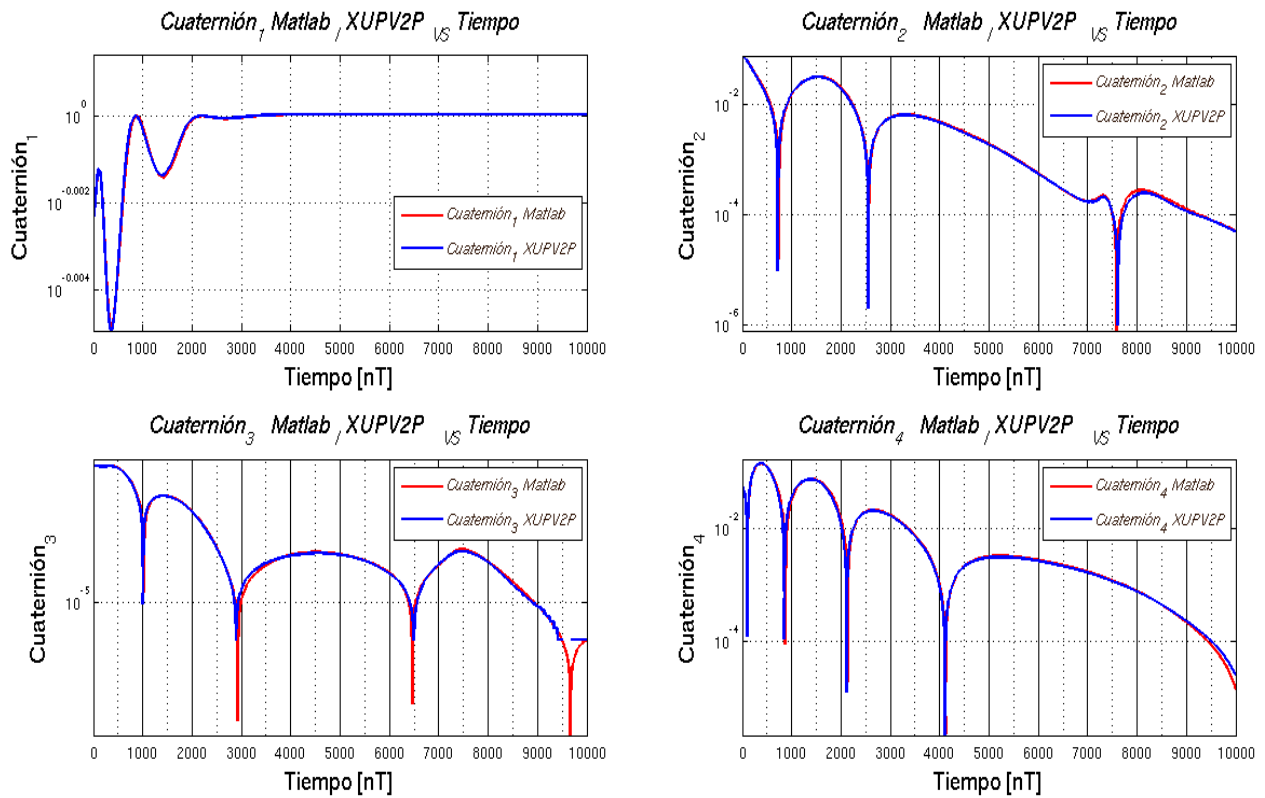 Cuaternión1 Matlab / XUPV2P VS Tiempo
10^0
10^-0.002
10^-0.004
Cuaternión1
Cuaternión1 Matlab
Cuaternión1 XUPV2P
0 1000 2000 3000 4000 5000 6000 7000 8000 9000 10000
Tiempo [nT]
Cuaternión2 Matlab / XUPV2P VS Tiempo
10^-2
10^-4
10^-6
Cuaternión2
Cuaternión2 Matlab
Cuaternión2 XUPV2P
0 1000 2000 3000 4000 5000 6000 7000 8000 9000 10000
Tiempo [nT]
Cuaternión3 Matlab / XUPV2P VS Tiempo
10^-5
Cuaternión3
Cuaternión3 Matlab
Cuaternión3 XUPV2P
0 1000 2000 3000 4000 5000 6000 7000 8000 9000 10000
Tiempo [nT]
Cuaternión4 Matlab / XUPV2P VS Tiempo
10^-2
10^-4
Cuaternión4
Cuaternión4 Matlab
Cuaternión4 XUPV2P
0 1000 2000 3000 4000 5000 6000 7000 8000 9000 10000
Tiempo [nT]